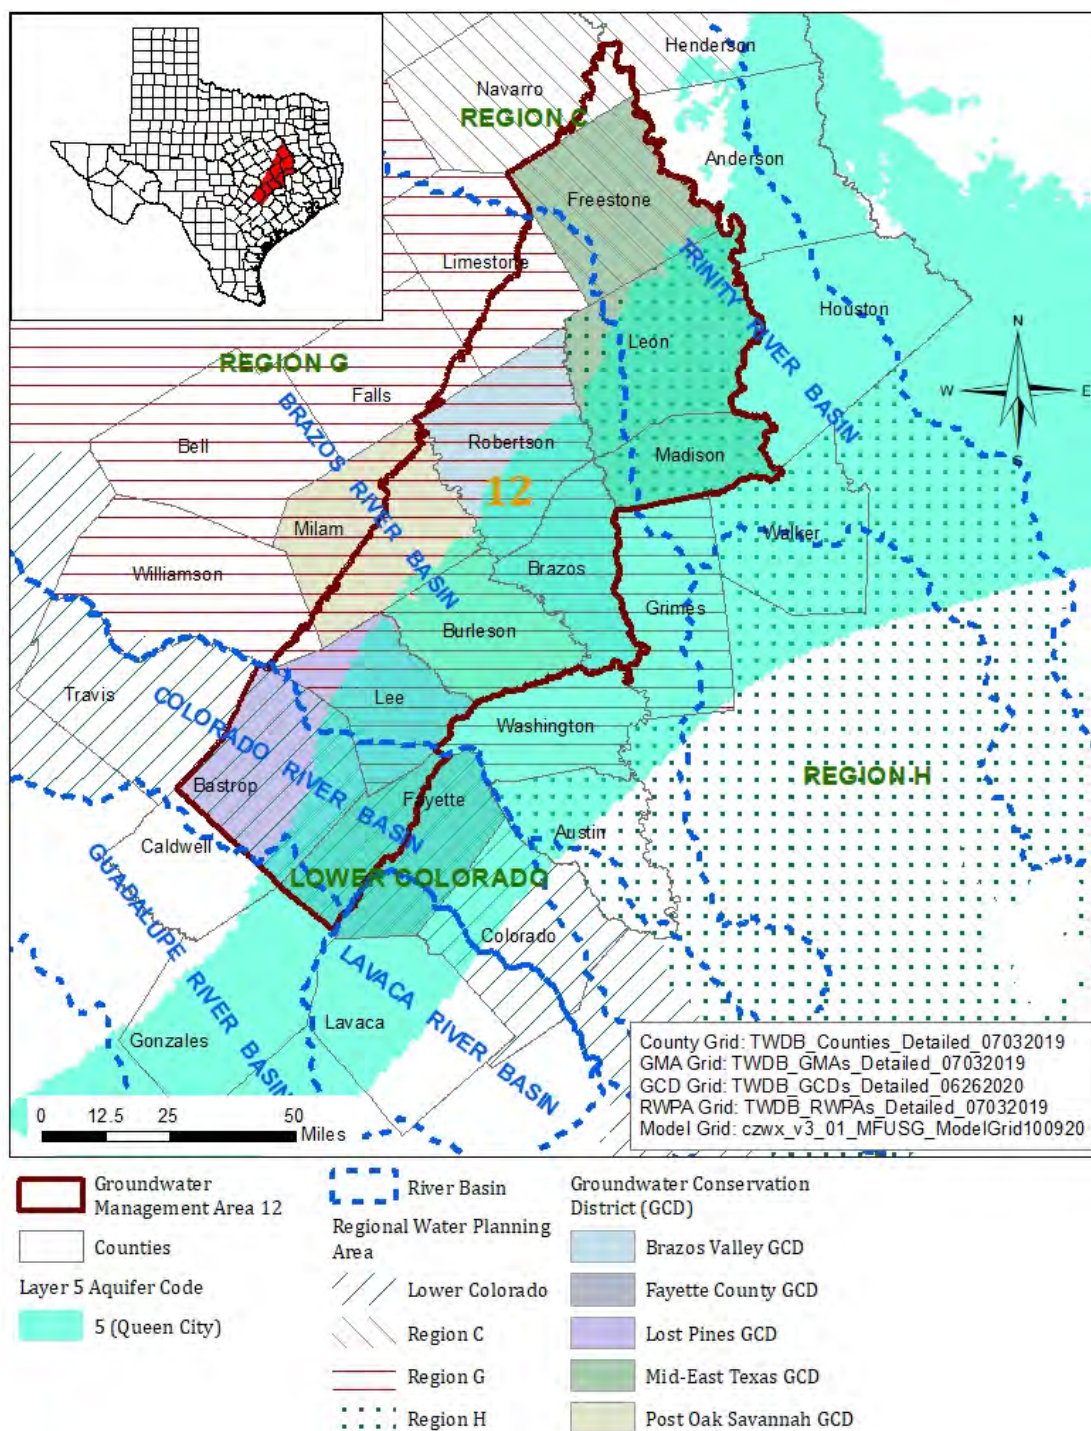 Henderson
Navarro
REGION C
Anderson
Freestone
Limestone
TRINITY RIVER BASIN
Houston
N
W
E
S
Leon
REGION G
Falls
BRAZOS RIVER BASIN
Bell
Robertson
Madison
12
Milam
Walker
Williamson
Brazos
Grimes
Burleson
Travis
Lee
COLORADO RIVER BASIN
Washington
Bastrop
REGION H
Fayette
Austin
Caldwell
LOWER COLORADO
GUADALUPE RIVER BASIN
Colorado
LAVACA RIVER BASIN
Lavaca
Gonzales
County Grid: TWDB_Counties_Detailed_07032019
GMA Grid: TWDB_GMAs_Detailed_07032019
GCD Grid: TWDB_GCDs_Detailed_06262020
RWPA Grid: TWDB_RWPAs_Detailed_07032019
Model Grid: czwx_v3_01_MFUSG_ModelGrid100920
0 12.5 25 50
Miles
Groundwater
Management Area 12
Counties
Layer 5 Aquifer Code
5 (Queen City)
River Basin
Regional Water Planning
Area
Lower Colorado
Region C
Region G
Region H
Groundwater Conservation
District (GCD)
Brazos Valley GCD
Fayette County GCD
Lost Pines GCD
Mid-East Texas GCD
Post Oak Savannah GCD